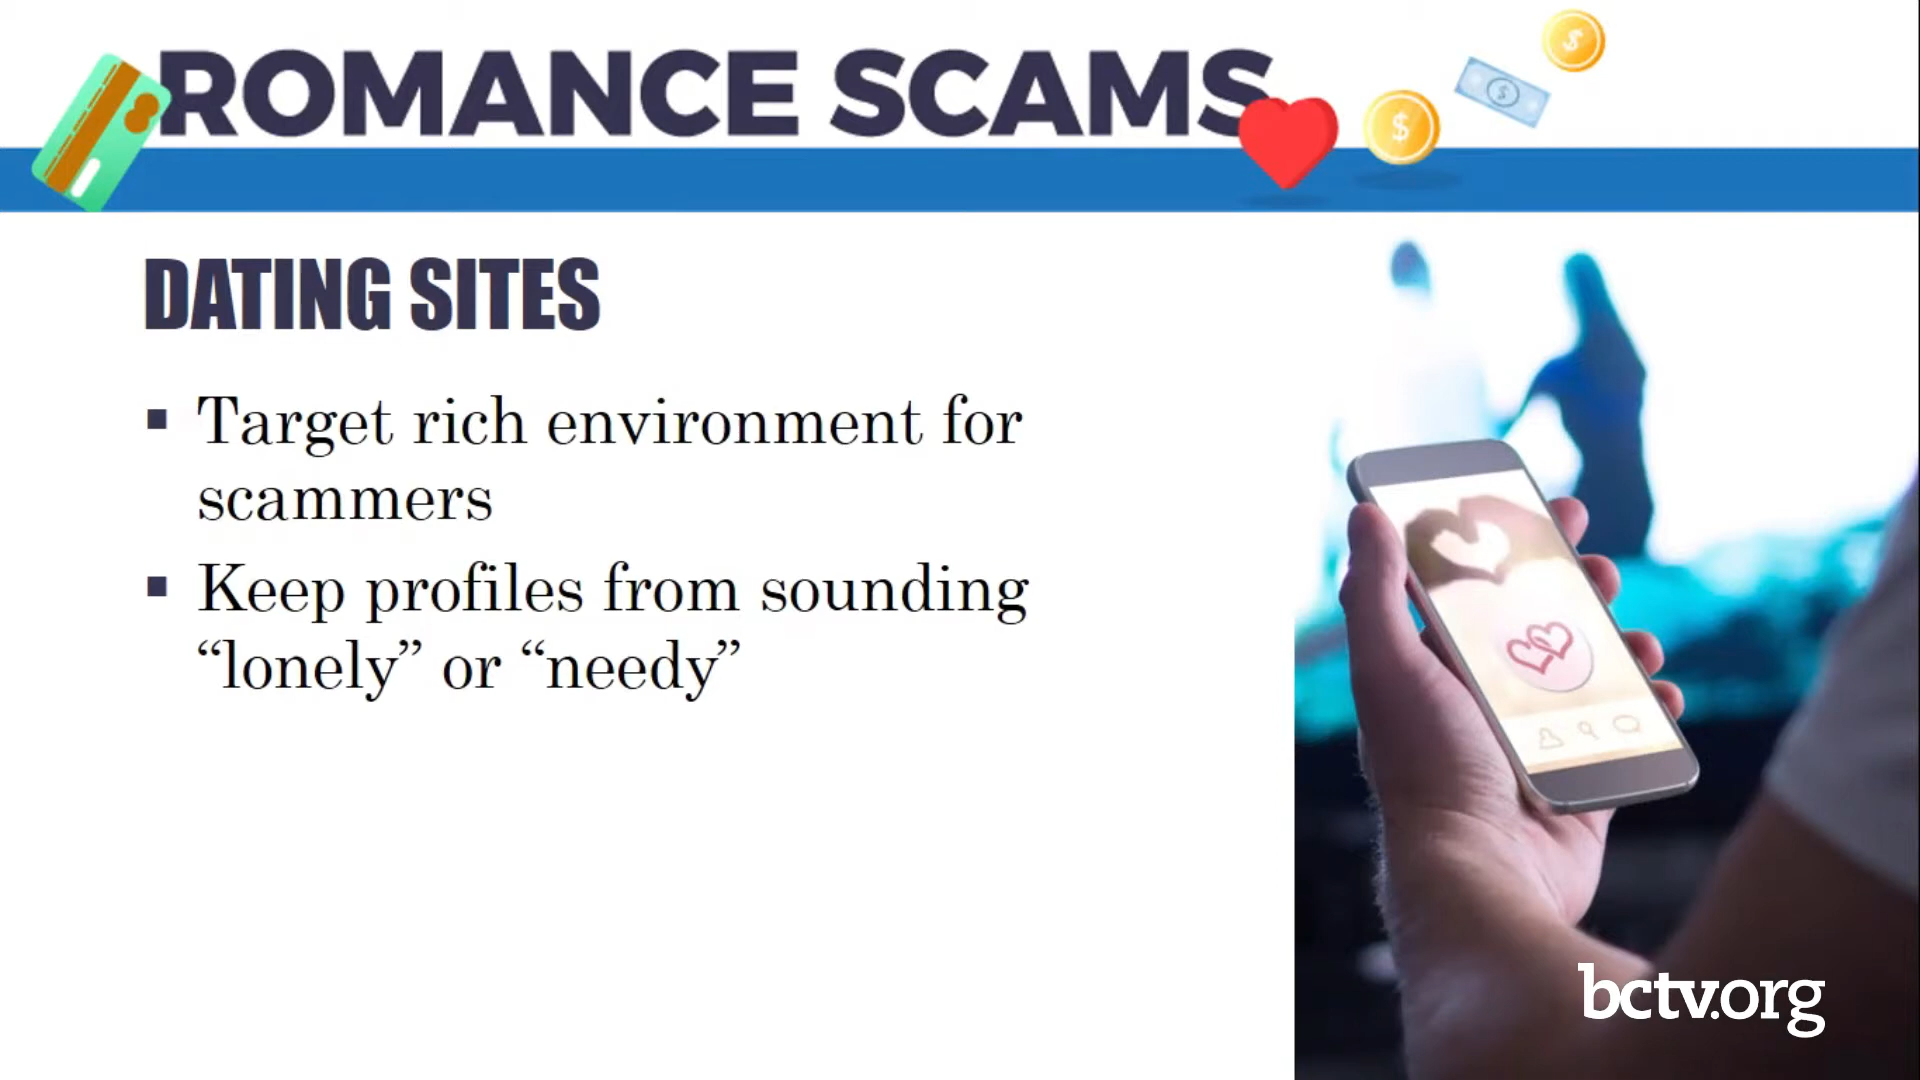 ROMANCE SCAMS
DATING SITES
▪ Target rich environment for
scammers
▪ Keep profiles from sounding
“lonely” or “needy”
bctv.org